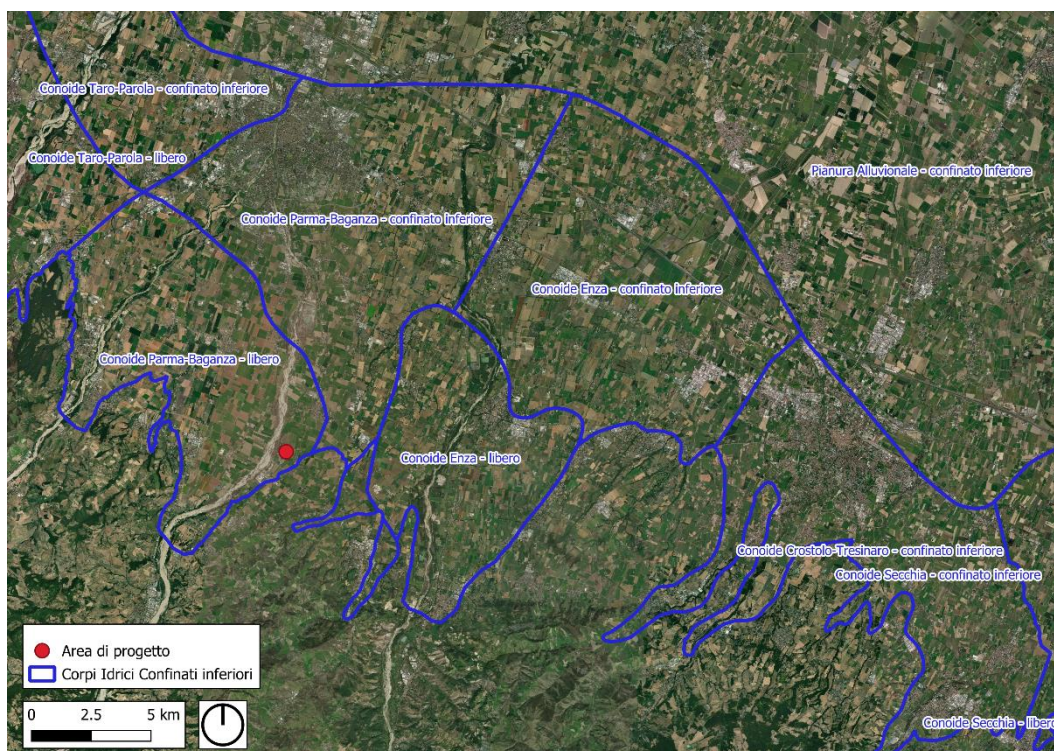 Conoide Taro-Parola - confinato inferiore
Conoide Taro-Parola - libero
Pianura Alluvionale - confinato inferiore
Conoide Parma-Baganza - confinato inferiore
Conoide Enza - confinato inferiore
Conoide Parma-Baganza - libero
Conoide Enza - libero
Conoide Crostolo-Tresinaro - confinato inferiore
Conoide Secchia - confinato inferiore
Conoide Secchia - libero
Area di progetto
Corpi Idrici Confinati inferiori
0 2.5 5 km